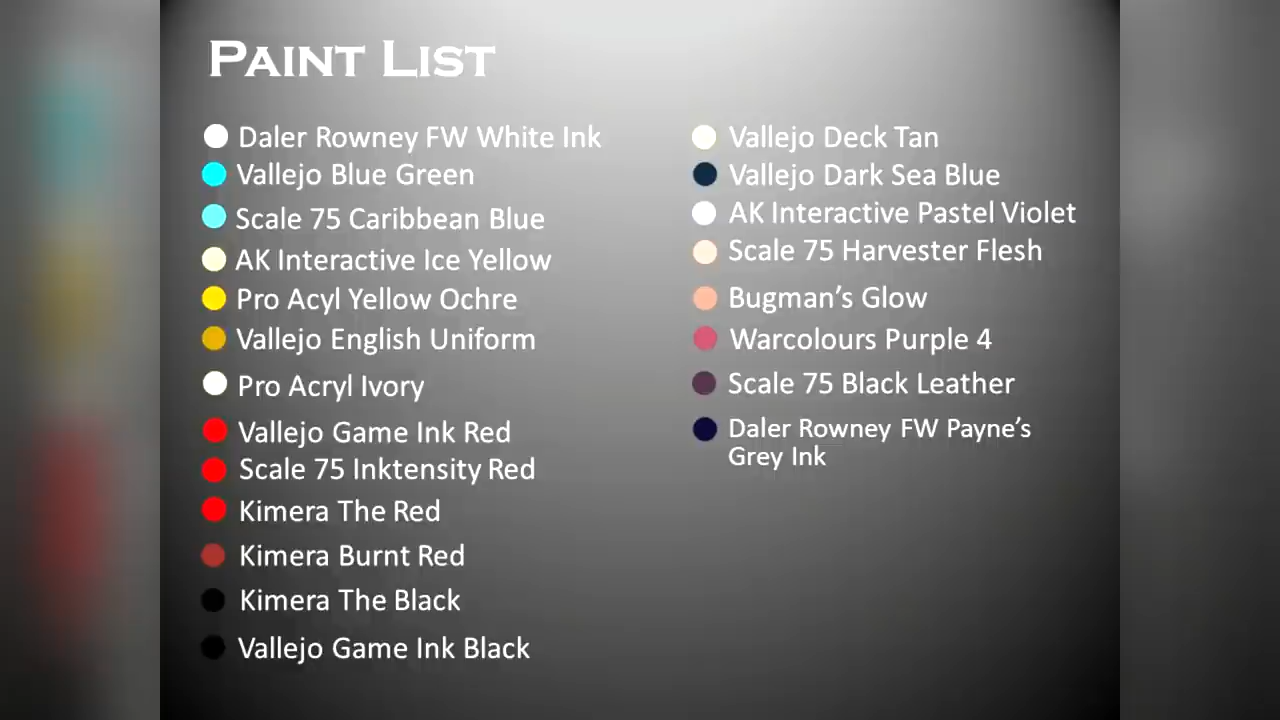 PAINT LIST
Daler Rowney FW White Ink
Vallejo Blue Green
Scale 75 Caribbean Blue
AK Interactive Ice Yellow
Pro Acyl Yellow Ochre
Vallejo English Uniform
Pro Acryl Ivory
Vallejo Game Ink Red
Scale 75 Inktensity Red
Kimera The Red
Kimera Burnt Red
Kimera The Black
Vallejo Game Ink Black
Vallejo Deck Tan
Vallejo Dark Sea Blue
AK Interactive Pastel Violet
Scale 75 Harvester Flesh
Bugman’s Glow
Warcolours Purple 4
Scale 75 Black Leather
Daler Rowney FW Payne’s
Grey Ink